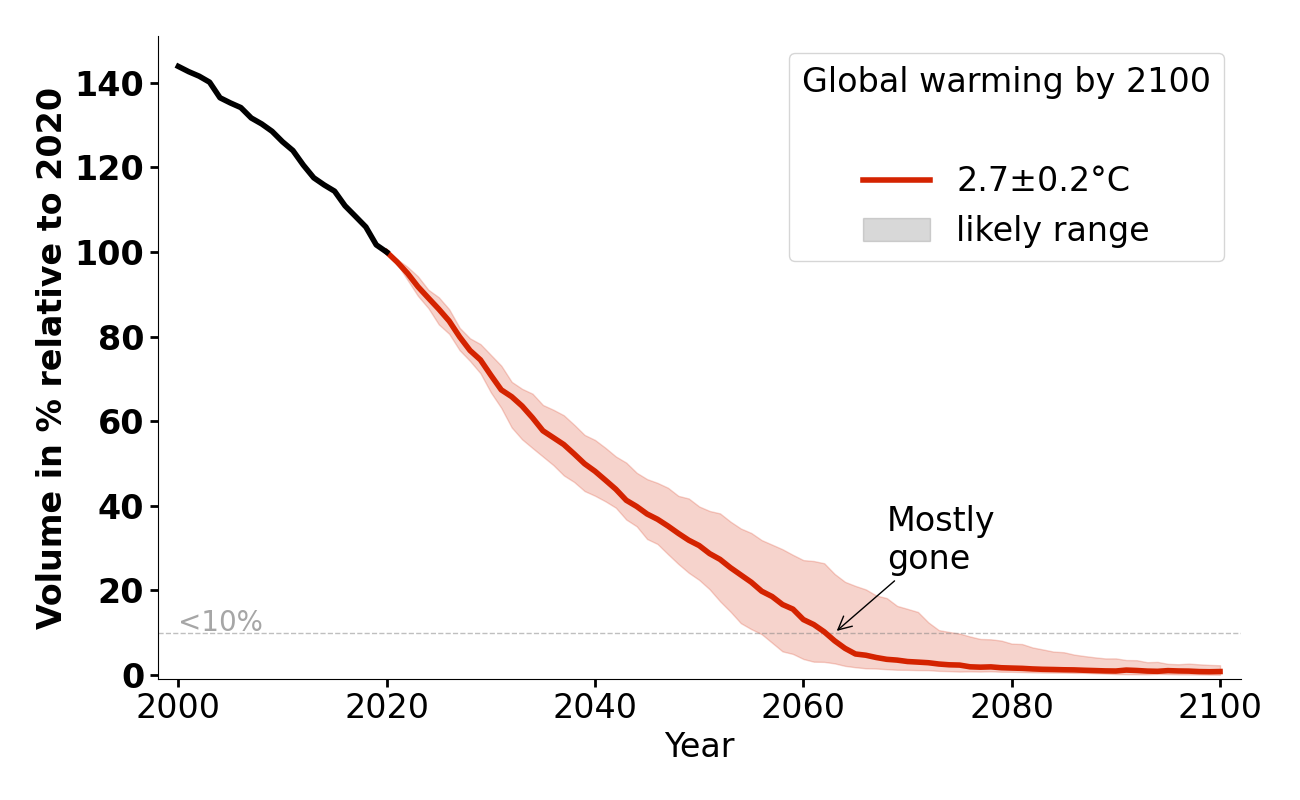 Global warming by 2100
2.7±0.2°C
likely range
Volume in % relative to 2020
140
120
100
80
60
40
20
0
<10%
Mostly
gone
2000 2020 2040 2060 2080 2100
Year